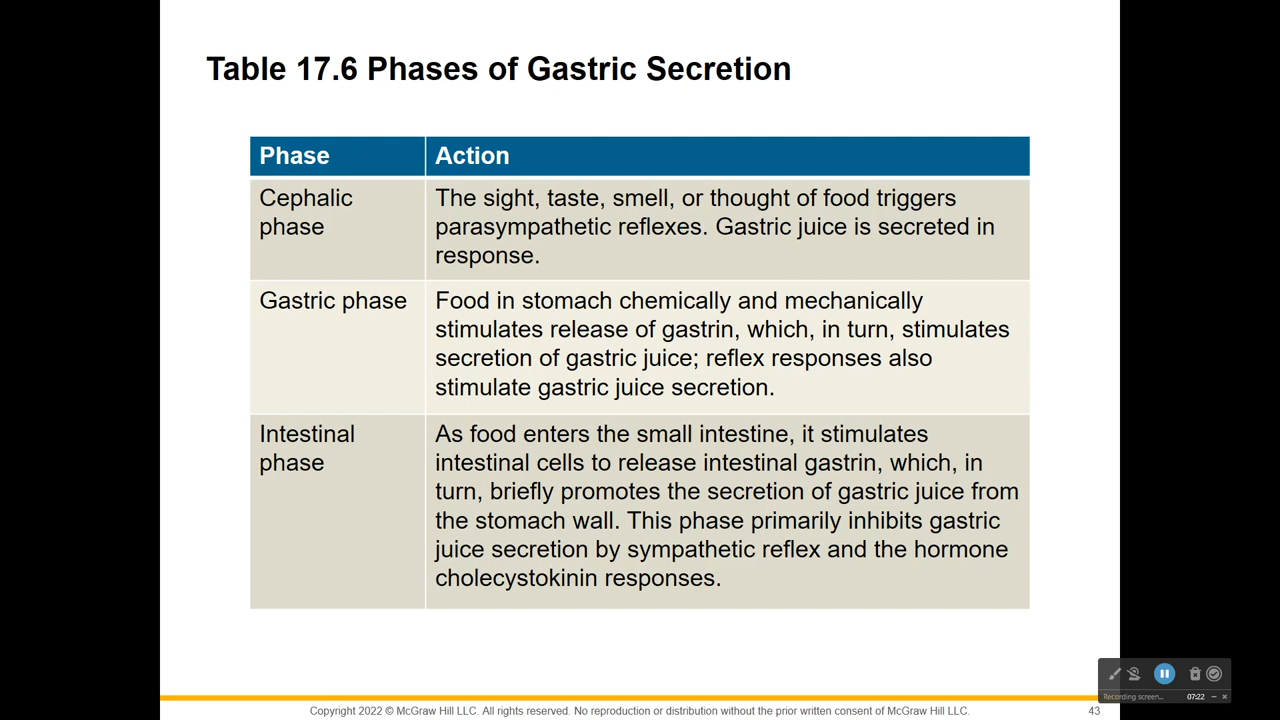 Table 17.6 Phases of Gastric Secretion
Phase
Action
Cephalic
phase
The sight, taste, smell, or thought of food triggers
parasympathetic reflexes. Gastric juice is secreted in
response.
Gastric phase
Food in stomach chemically and mechanically
stimulates release of gastrin, which, in turn, stimulates
secretion of gastric juice; reflex responses also
stimulate gastric juice secretion.
Intestinal
phase
As food enters the small intestine, it stimulates
intestinal cells to release intestinal gastrin, which, in
turn, briefly promotes the secretion of gastric juice from
the stomach wall. This phase primarily inhibits gastric
juice secretion by sympathetic reflex and the hormone
cholecystokinin responses.
Recording screen... 07:22
Copyright 2022 © McGraw Hill LLC. All rights reserved. No reproduction or distribution without the prior written consent of McGraw Hill LLC.
43